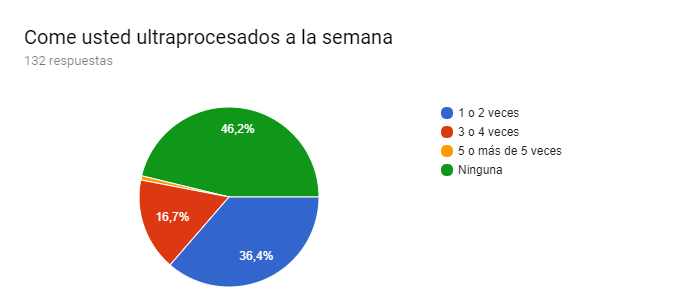 Come usted ultraprocesados a la semana
132 respuestas
46,2%
16,7%
36,4%
1 o 2 veces
3 o 4 veces
5 o más de 5 veces
Ninguna